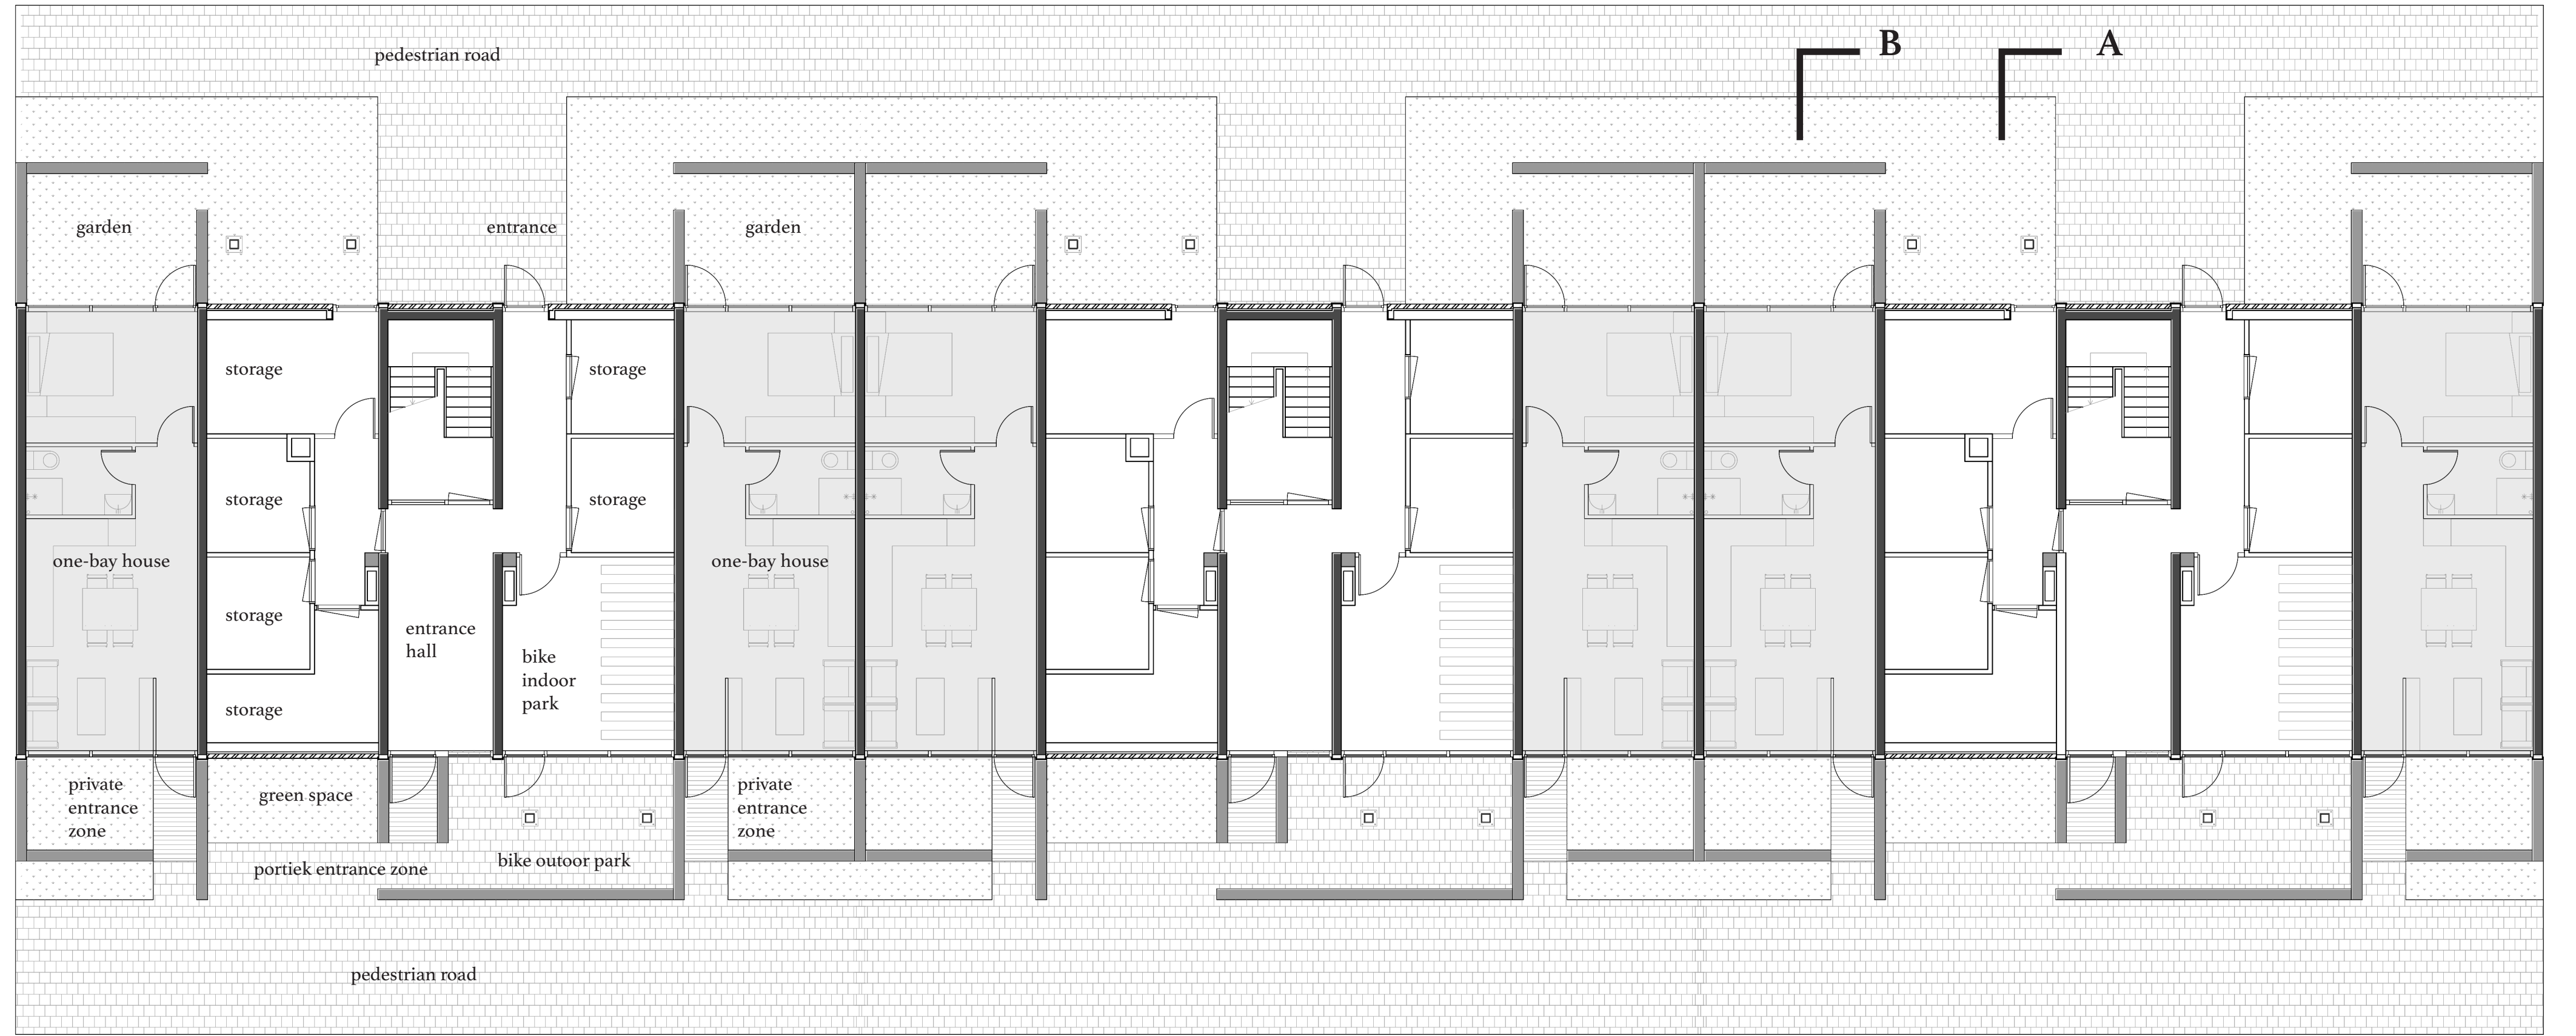 pedestrian road
B
A
garden
entrance
garden
storage
storage
storage
storage
one-bay house
one-bay house
storage
entrance
hall
bike
indoor
park
storage
private
entrance
zone
green space
private
entrance
zone
portiek entrance zone
bike outoor park
pedestrian road